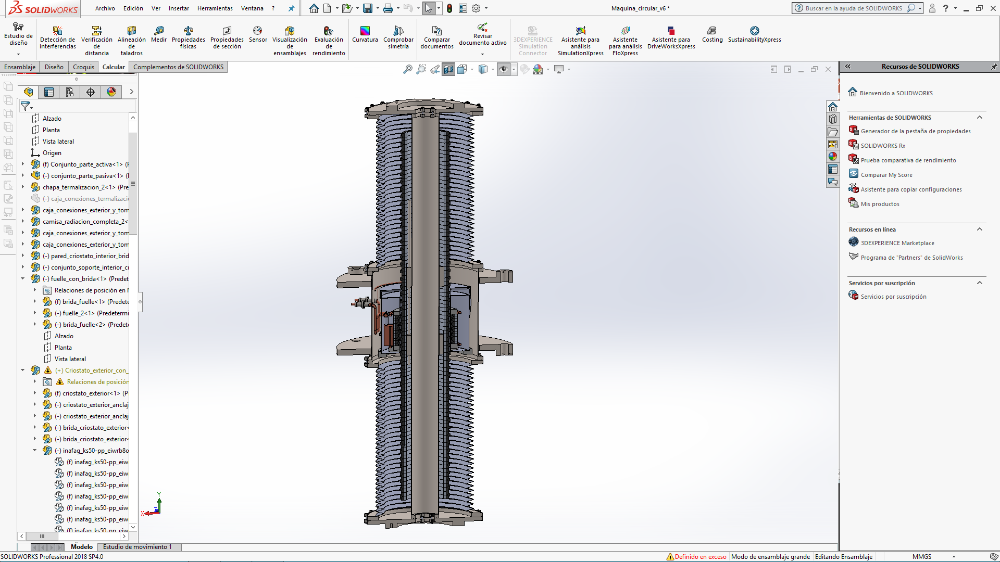 SOLIDWORKS
Archivo Edición Ver Insertar Herramientas Ventana ?
Maquina_circular_v6 *
Buscar en la ayuda de SOLIDWORKS
Estudio de diseño
Detección de interferencias
Verificación de distancia
Alineación de taladros
Medir
Propiedades físicas
Propiedades de sección
Sensor
Visualización de ensamblajes
Evaluación de rendimiento
Curvatura
Comprobar simetría
Comparar documentos
Revisar documento activo
3DEXPERIENCE Simulation Connector
Asistente para análisis SimulationXpress
Asistente para análisis FloXpress
Asistente para DriveWorksXpress
Costing
SustainabilityXpress
Ensamblaje Diseño Croquis Calcular Complementos de SOLIDWORKS
Alzado
Planta
Vista lateral
Origen
(f) Conjunto_parte_activa<1>
(-) conjunto_parte_pasiva<1>
chapa_termalizacion_2<1> (Pre
(-) caja_conexiones_termalizaci
caja_conexiones_exterior_y_tom
camisa_radiacion_completa_2<
caja_conexiones_exterior_y_tom
caja_conexiones_exterior_y_tom
(-) pared_criostato_interior_brid
(-) conjunto_soporte_interior_c
(-) fuelle_con_brida<1> (Predet
Relaciones de posición en
(f) brida_fuelle<1> (Predete
(-) fuelle_2<1> (Predetermi
(-) brida_fuelle<2> (Predete
Alzado
Planta
Vista lateral
(+) Criostato_exterior_con_
Relaciones de posición
(f) criostato_exterior<1> (P
(-) criostato_exterior_anclaj
(-) criostato_exterior_anclaj
(-) brida_criostato_exterior<
(-) brida_criostato_exterior<
(-) inafag_ks50-pp_eiwrb8o
(f) inafag_ks50-pp_eiw
(f) inafag_ks50-pp_eiw
(f) inafag_ks50-pp_eiw
(f) inafag_ks50-pp_eiw
(f) inafag_ks50-pp_eiw
(f) inafag_ks50-pp_eiw
(f) inafag_ks50-pp_eiw
Y
X
Z
Recursos de SOLIDWORKS
Bienvenido a SOLIDWORKS
Herramientas de SOLIDWORKS
Generador de la pestaña de propiedades
SOLIDWORKS Rx
Prueba comparativa de rendimiento
Comparar My Score
Asistente para copiar configuraciones
Mis productos
Recursos en línea
3DEXPERIENCE Marketplace
Programa de "Partners" de SolidWorks
Servicios por suscripción
Servicios por suscripción
Modelo Estudio de movimiento 1
SOLIDWORKS Professional 2018 SP4.0
Definido en exceso Modo de ensamblaje grande Editando Ensamblaje MMGS